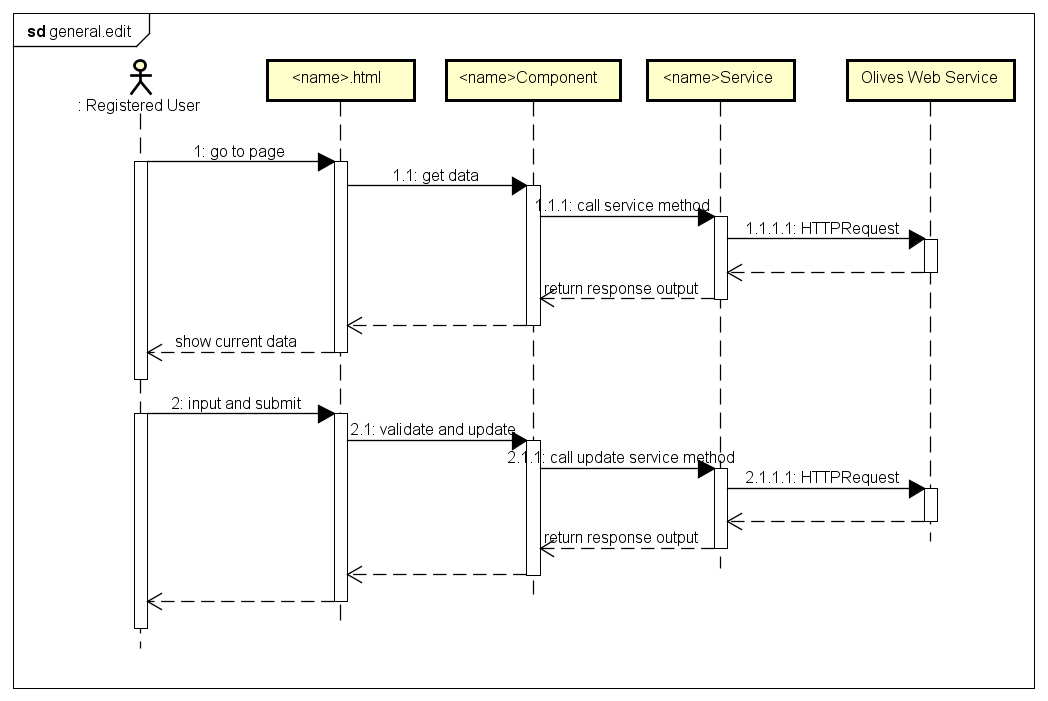 sd general.edit
: Registered User
<name>.html
<name>Component
<name>Service
Olives Web Service
1: go to page
1.1: get data
1.1.1: call service method
1.1.1.1: HTTPRequest
return response output
show current data
2: input and submit
2.1: validate and update
2.1.1: call update service method
2.1.1.1: HTTPRequest
return response output